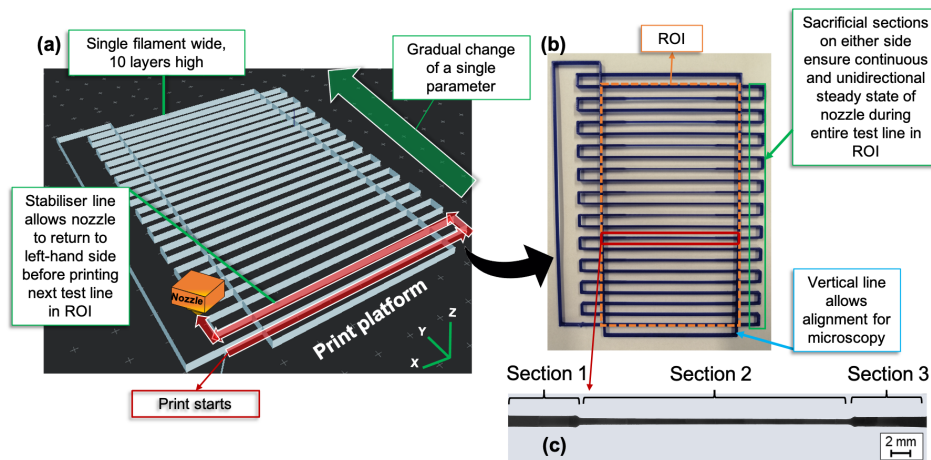 (a)
Single filament wide,
10 layers high
Gradual change
of a single
parameter
Stabiliser line
allows nozzle
to return to
left-hand side
before printing
next test line
in ROI
Nozzle
Print platform
Z
Y
X
Print starts
(b)
ROI
Sacrificial sections
on either side
ensure continuous
and unidirectional
steady state of
nozzle during
entire test line in
ROI
Vertical line
allows
alignment for
microscopy
Section 1
Section 2
Section 3
(c)
2 mm